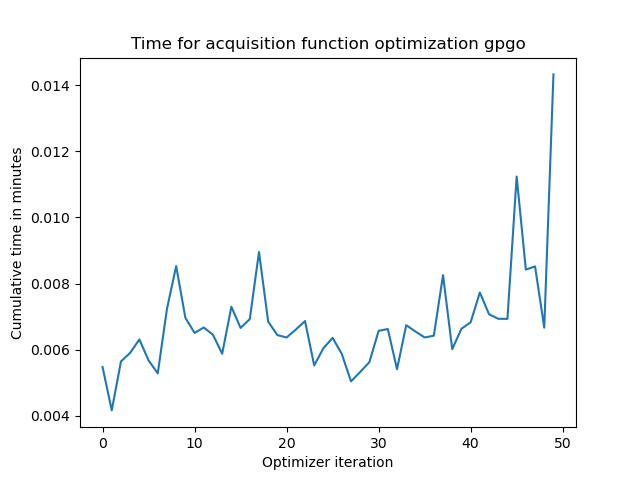 Time for acquisition function optimization gpgo
Cumulative time in minutes
0.014
0.012
0.010
0.008
0.006
0.004
0 10 20 30 40 50
Optimizer iteration